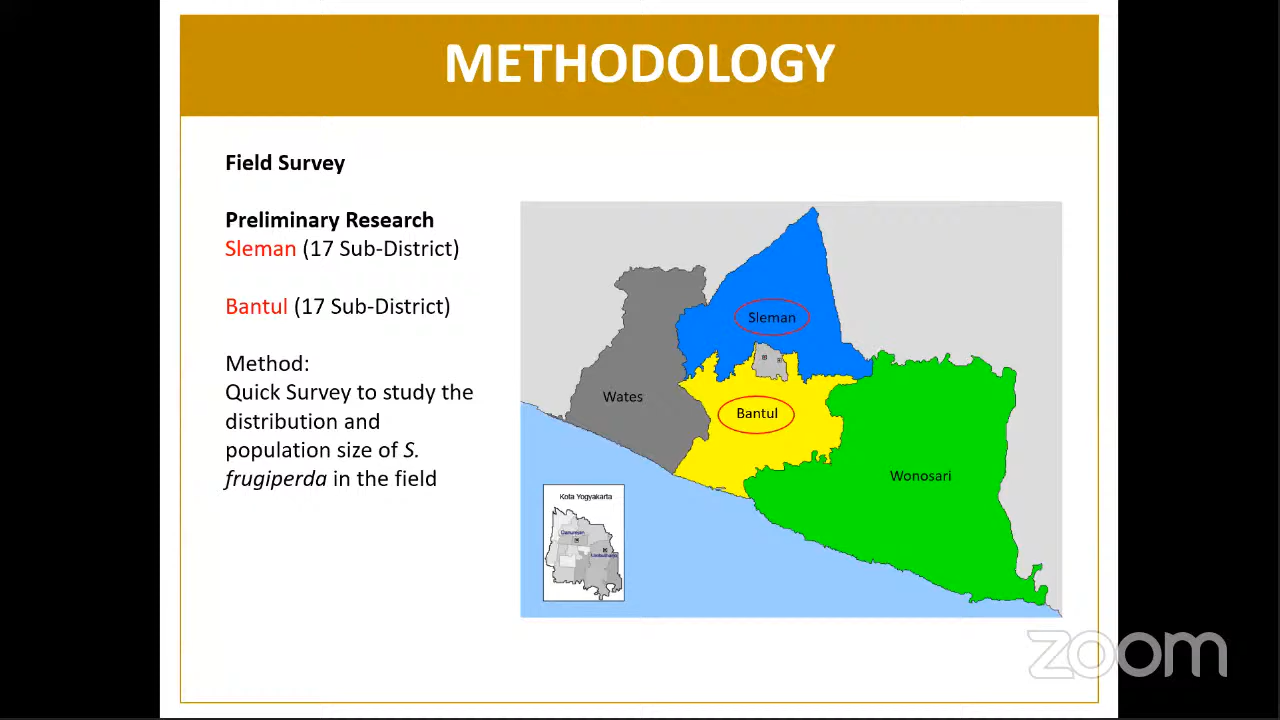 METHODOLOGY
Field Survey
Preliminary Research
Sleman (17 Sub-District)
Bantul (17 Sub-District)
Method:
Quick Survey to study the
distribution and
population size of S.
frugiperda in the field
Sleman
Wates
Bantul
Wonosari
Kota Yogyakarta
zoom